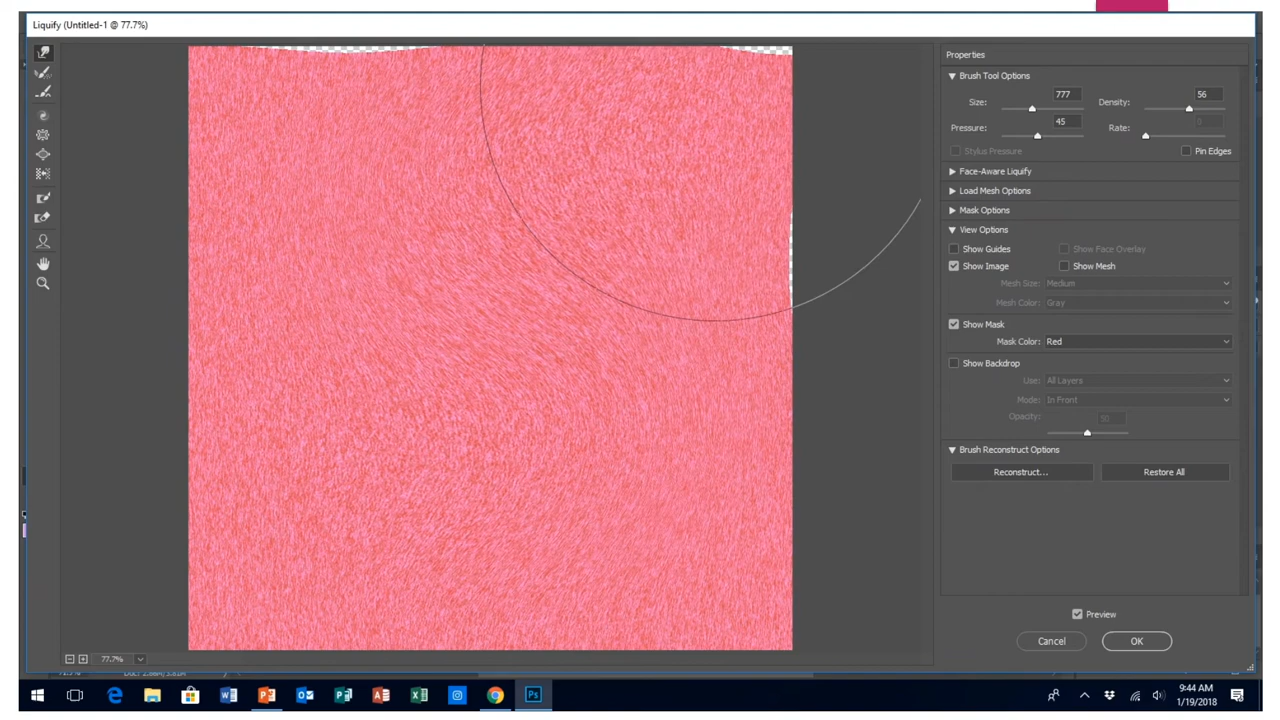 Liquify (Untitled-1 @ 77.7%)
Properties
Brush Tool Options
Size: 777 Density: 56
Pressure: 45 Rate: 0
Stylus Pressure Pin Edges
Face-Aware Liquify
Load Mesh Options
Mask Options
View Options
Show Guides Show Face Overlay
Show Image Show Mesh
Mesh Size: Medium
Mesh Color: Gray
Show Mask
Mask Color: Red
Show Backdrop
Use: All Layers
Mode: In Front
Opacity: 50
Brush Reconstruct Options
Reconstruct... Restore All
Preview
Cancel OK
77.7%
9:44 AM
1/19/2018